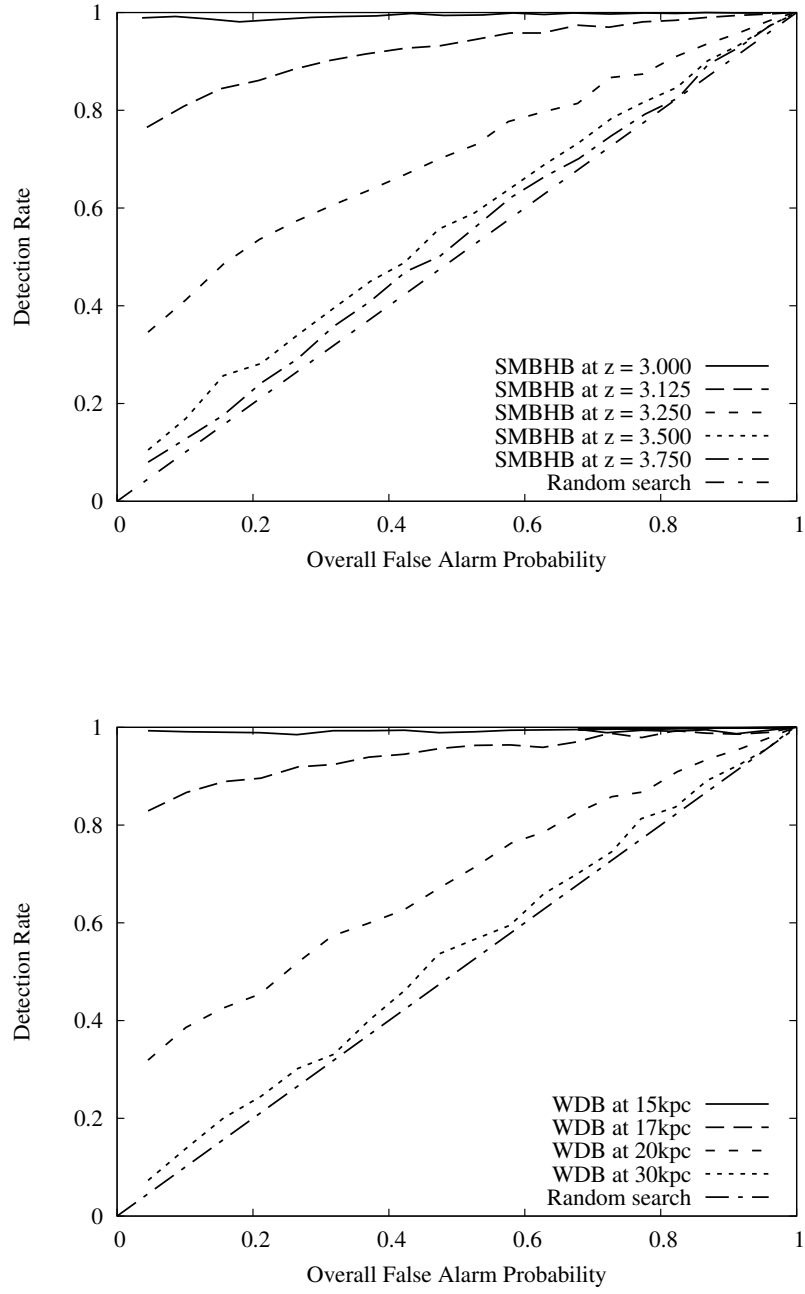 1
0.8
0.6
0.4
0.2
0
Detection Rate
SMBHB at z = 3.000
SMBHB at z = 3.125
SMBHB at z = 3.250
SMBHB at z = 3.500
SMBHB at z = 3.750
Random search
0 0.2 0.4 0.6 0.8 1
Overall False Alarm Probability
1
0.8
0.6
0.4
0.2
0
Detection Rate
WDB at 15kpc
WDB at 17kpc
WDB at 20kpc
WDB at 30kpc
Random search
0 0.2 0.4 0.6 0.8 1
Overall False Alarm Probability